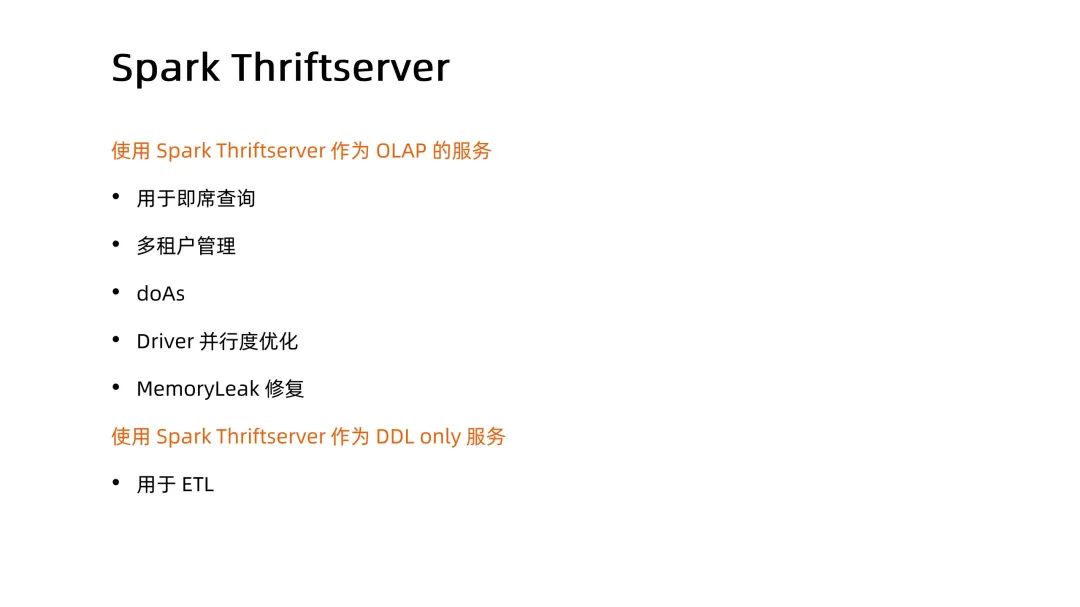 Spark Thriftserver
使用 Spark Thriftserver 作为 OLAP 的服务
• 用于即席查询
• 多租户管理
• doAs
• Driver 并行度优化
• MemoryLeak 修复
使用 Spark Thriftserver 作为 DDL only 服务
• 用于 ETL